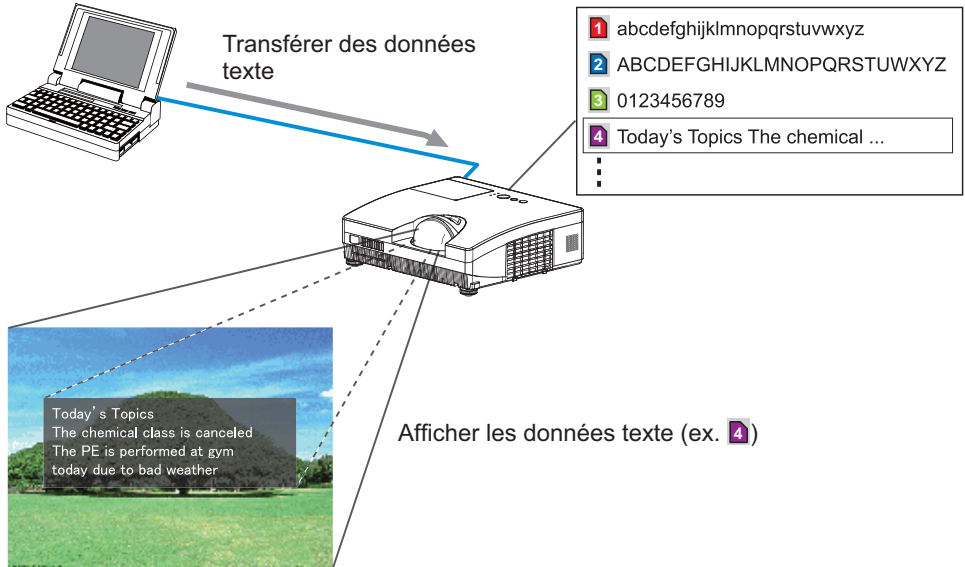 Transférer des données
texte
1 abcdefghijklmnopqrstuvwxyz
2 ABCDEFGHIJKLMNOPQRSTUWXYZ
3 0123456789
4 Today's Topics The chemical ...
Today's Topics
The chemical class is canceled
The PE is performed at gym
today due to bad weather
Afficher les données texte (ex. 4)